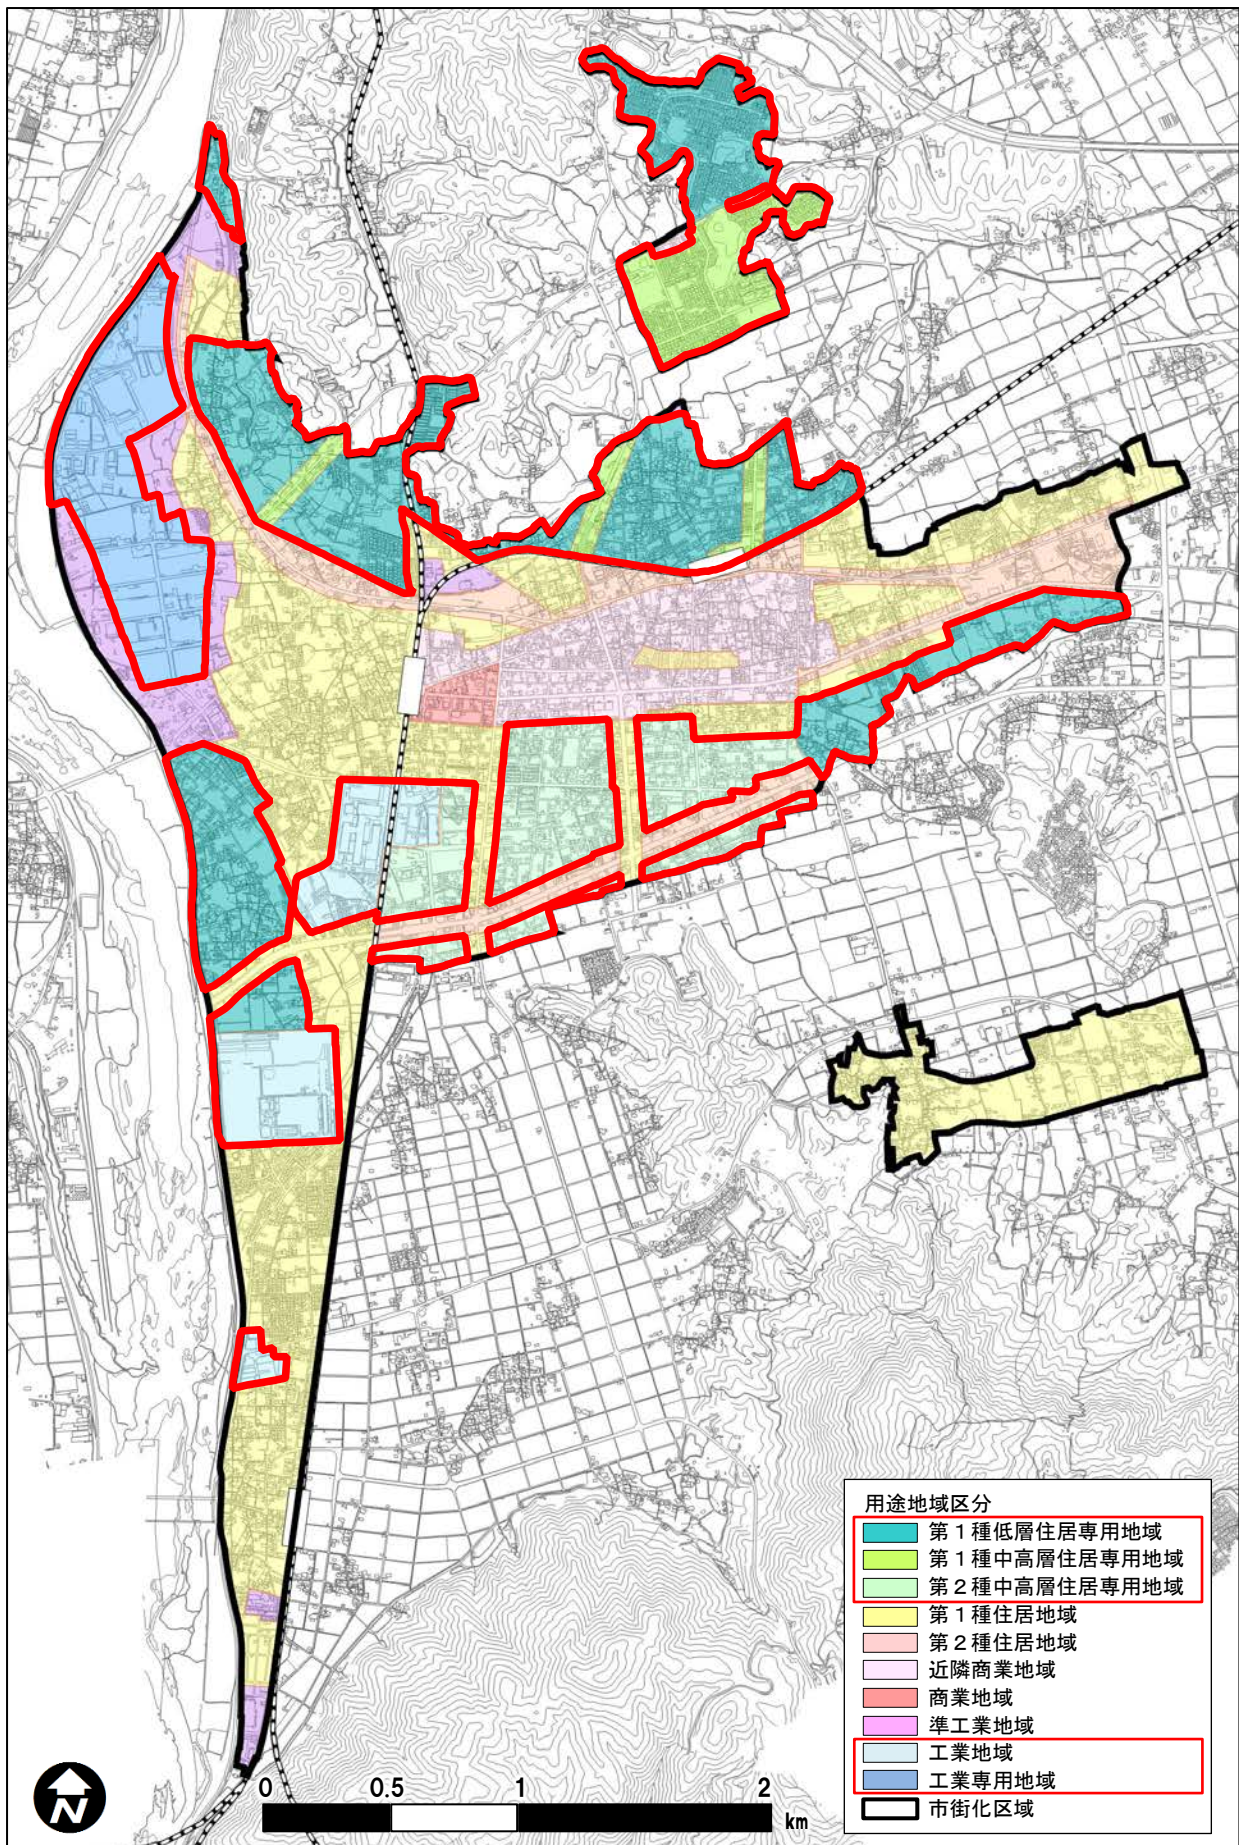 用途地域区分
第１種低層住居専用地域
第１種中高層住居専用地域
第２種中高層住居専用地域
第１種住居地域
第２種住居地域
近隣商業地域
商業地域
準工業地域
工業地域
工業専用地域
市街化区域
N
0 0.5 1 2
km